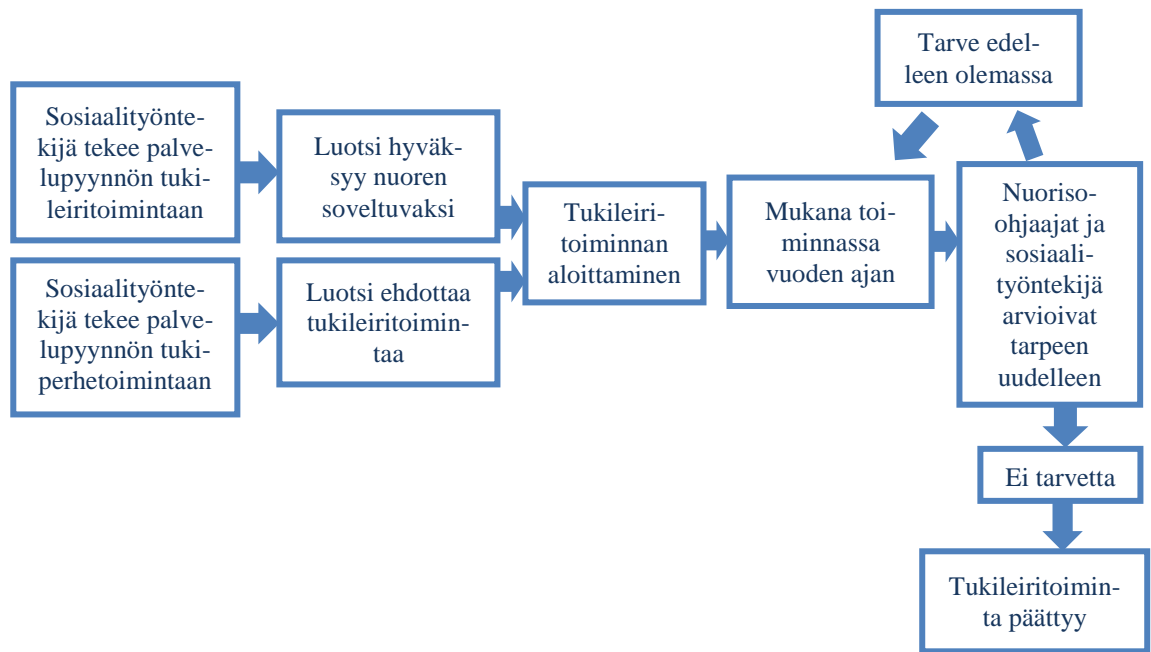 Sosiaalityönte-
kijä tekee palve-
lupyynnön tuki-
leiritoimintaan
Luotsi hyväk-
syy nuoren
soveltuvaksi
Sosiaalityönte-
kijä tekee palve-
lupyynnön tuki-
perhetoimintaan
Luotsi ehdottaa
tukileiritoimin-
taa
Tukileiri-
toiminnan
aloittaminen
Mukana toi-
minnassa
vuoden ajan
Tarve edel-
leen olemassa
Nuoriso-
ohjaajat ja
sosiaali-
työntekijä
arvioivat
tarpeen
uudelleen
Ei tarvetta
Tukileiritoimin-
ta päättyy